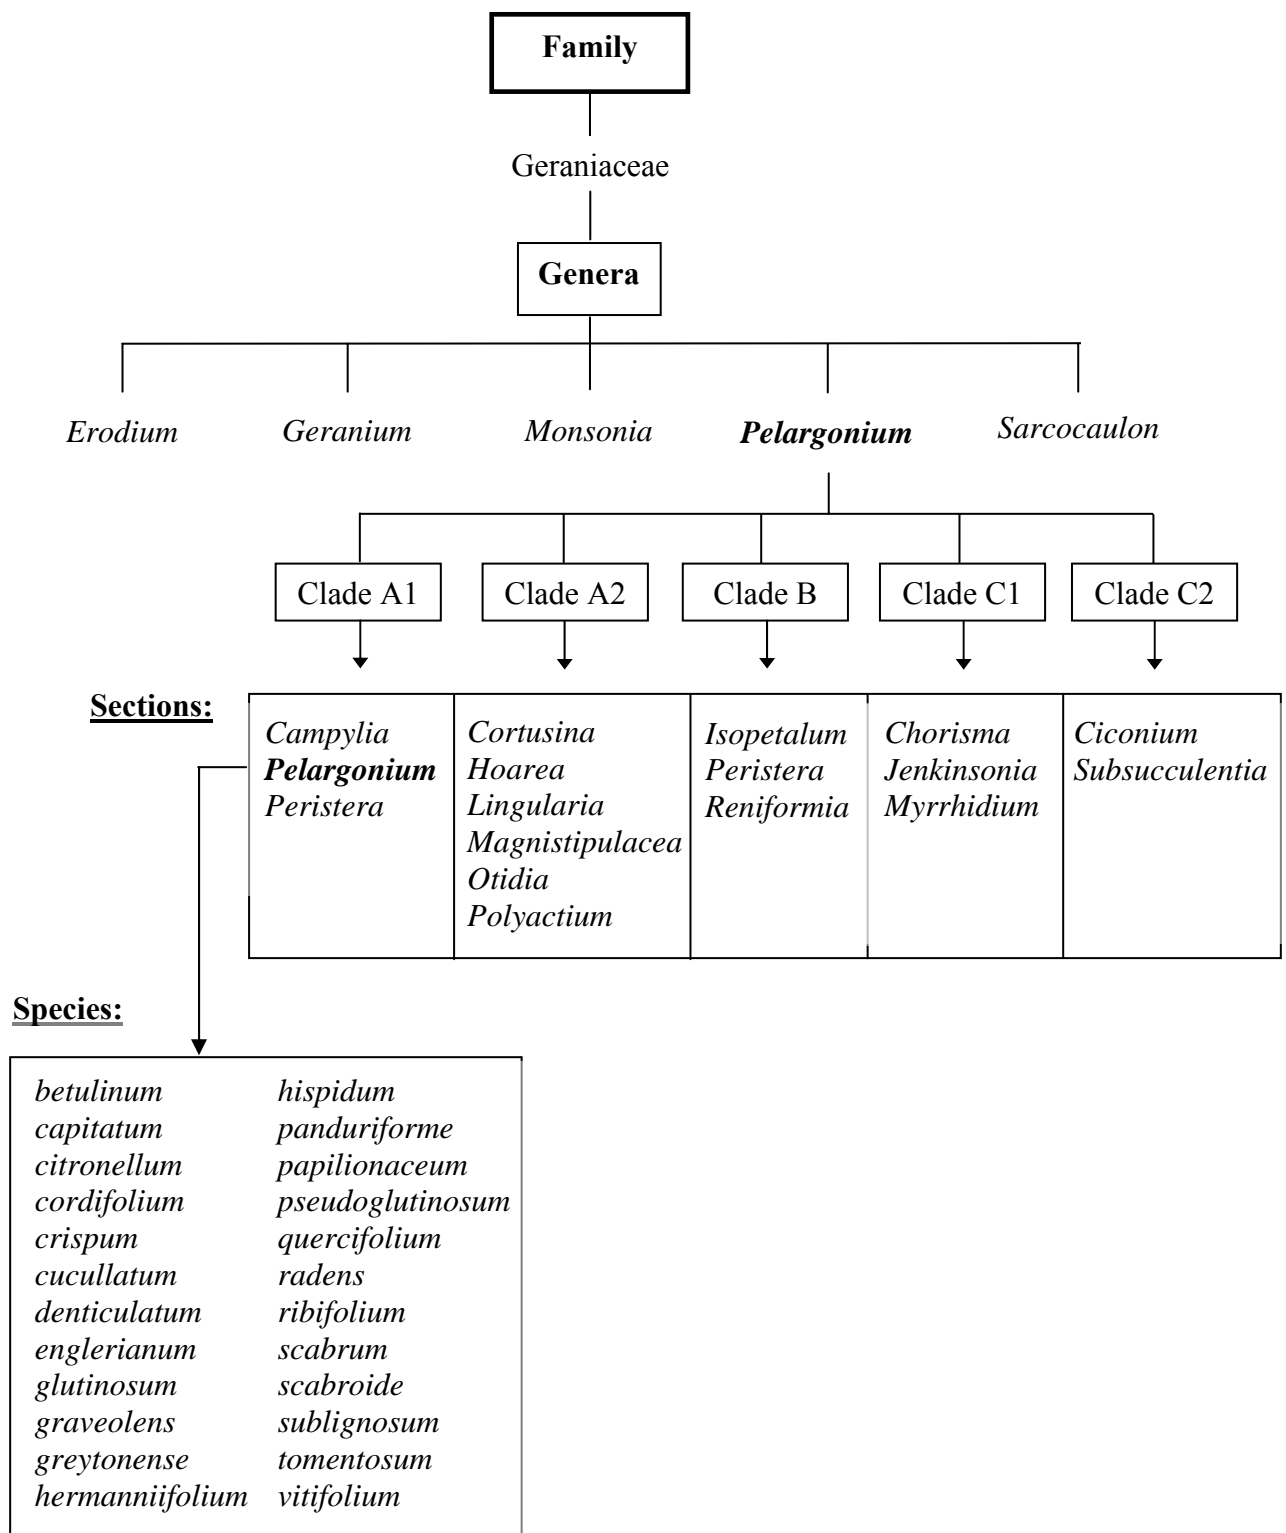 Family
Geraniaceae
Genera
Erodium Geranium Monsonia Pelargonium Sarcocaulon
Clade A1 Clade A2 Clade B Clade C1 Clade C2
Sections:
Campylia
Pelargonium
Peristera
Cortusina
Hoarea
Lingularia
Magnistipulacea
Otidia
Polyactium
Isopetalum
Peristera
Reniformia
Chorisma
Jenkinsonia
Myrrhidium
Ciconium
Subsucculentia
Species:
betulinum
capitatum
citronellum
cordifolium
crispum
cucullatum
denticulatum
englerianum
glutinosum
graveolens
greytonense
hermanniifolium
hispidum
panduriforme
papilionaceum
pseudoglutinosum
quercifolium
radens
ribifolium
scabrum
scabroide
sublignosum
tomentosum
vitifolium